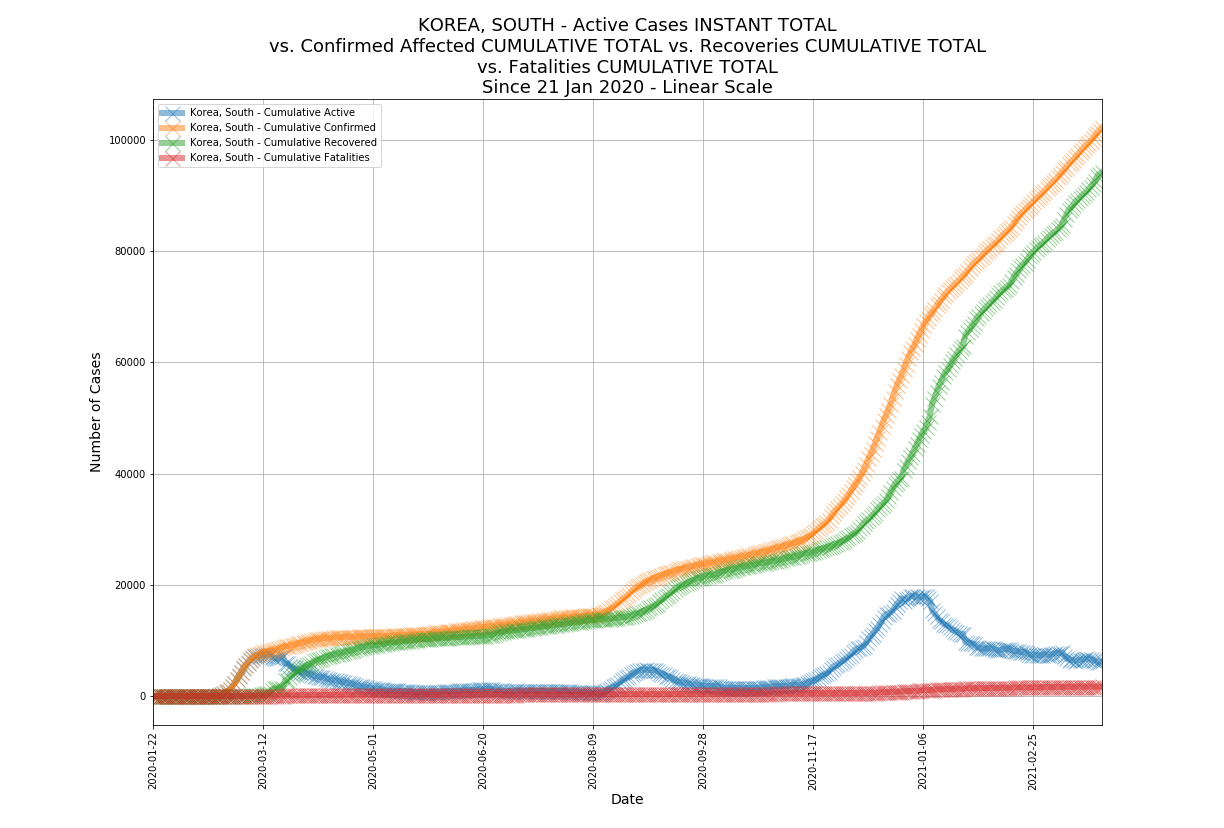 KOREA, SOUTH - Active Cases INSTANT TOTAL
vs. Confirmed Affected CUMULATIVE TOTAL vs. Recoveries CUMULATIVE TOTAL
vs. Fatalities CUMULATIVE TOTAL
Since 21 Jan 2020 - Linear Scale
Korea, South - Cumulative Active
Korea, South - Cumulative Confirmed
Korea, South - Cumulative Recovered
Korea, South - Cumulative Fatalities
Number of Cases
100000
80000
60000
40000
20000
0
2020-01-22
2020-03-12
2020-05-01
2020-06-20
2020-08-09
2020-09-28
2020-11-17
2021-01-06
2021-02-25
Date